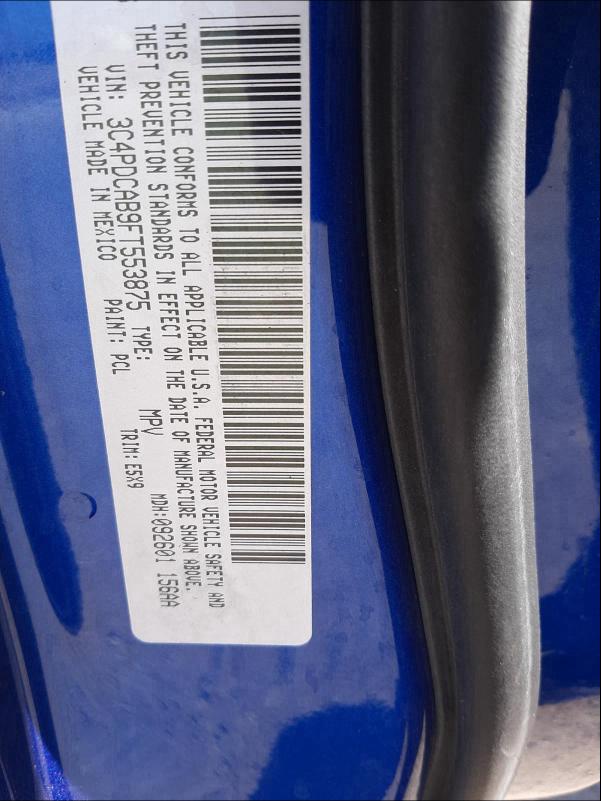 THIS VEHICLE CONFORMS TO ALL APPLICABLE U.S.A. FEDERAL MOTOR VEHICLE SAFETY AND
THEFT PREVENTION STANDARDS IN EFFECT ON THE DATE OF MANUFACTURE SHOWN ABOVE.
MDH:092601 156AA
VIN: 3C4PDCAB9FT553875 TYPE: MPV
VEHICLE MADE IN MEXICO PAINT: PCL TRIM: E5X9